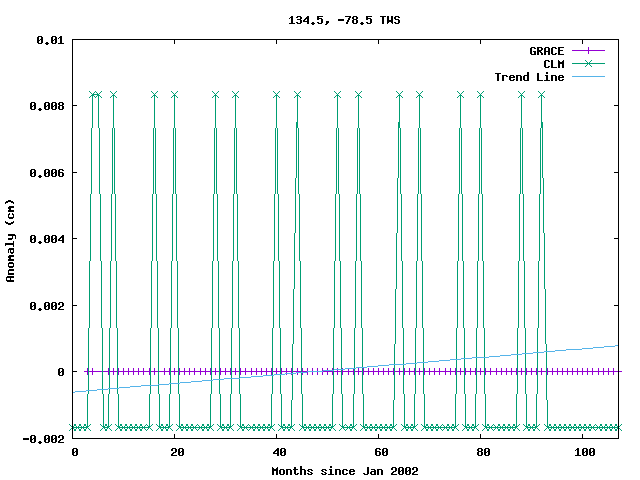 134.5, -78.5 TWS
0.01
0.008
0.006
0.004
0.002
0
-0.002
Anomaly (cm)
GRACE
CLM
Trend Line
0 20 40 60 80 100
Months since Jan 2002